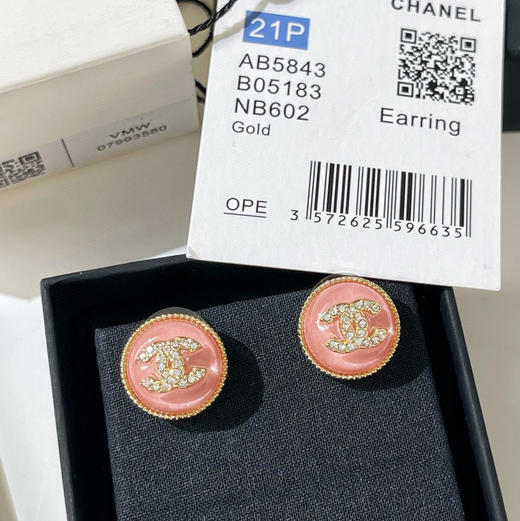 CHANEL
21P
AB5843
B05183
NB602
Gold
Earring
OPE
3 572625 596635
VMW
07993580